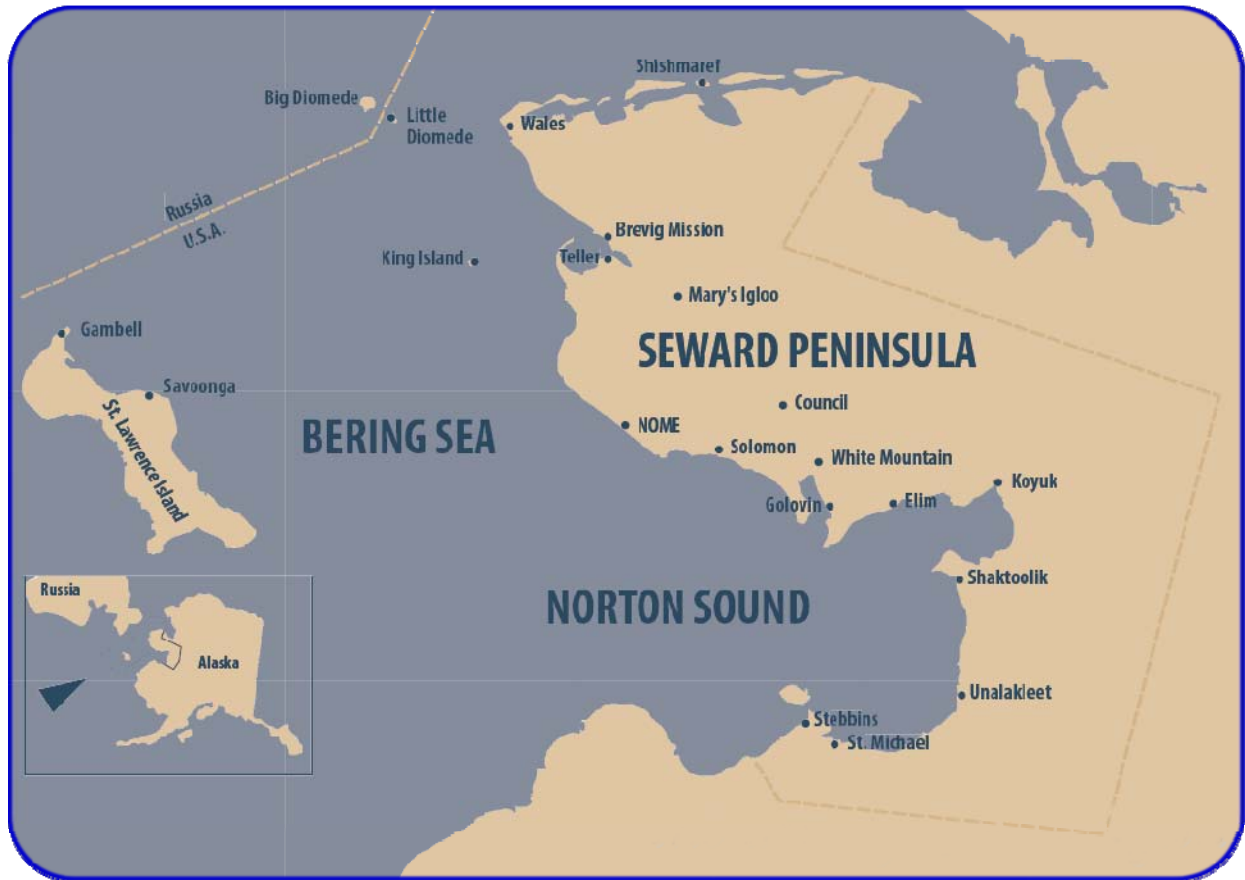 Shishmaref
Big Diomede
Little
Diomede
Wales
Russia
U.S.A.
Brevig Mission
King Island
Teller
Mary's Igloo
Gambell
SEWARD PENINSULA
Savoonga
Council
St. Lawrence Island
BERING SEA
NOME
Solomon
White Mountain
Koyuk
Golovin
Elim
Shaktoolik
Russia
NORTON SOUND
Alaska
Unalakleet
Stebbins
St. Michael